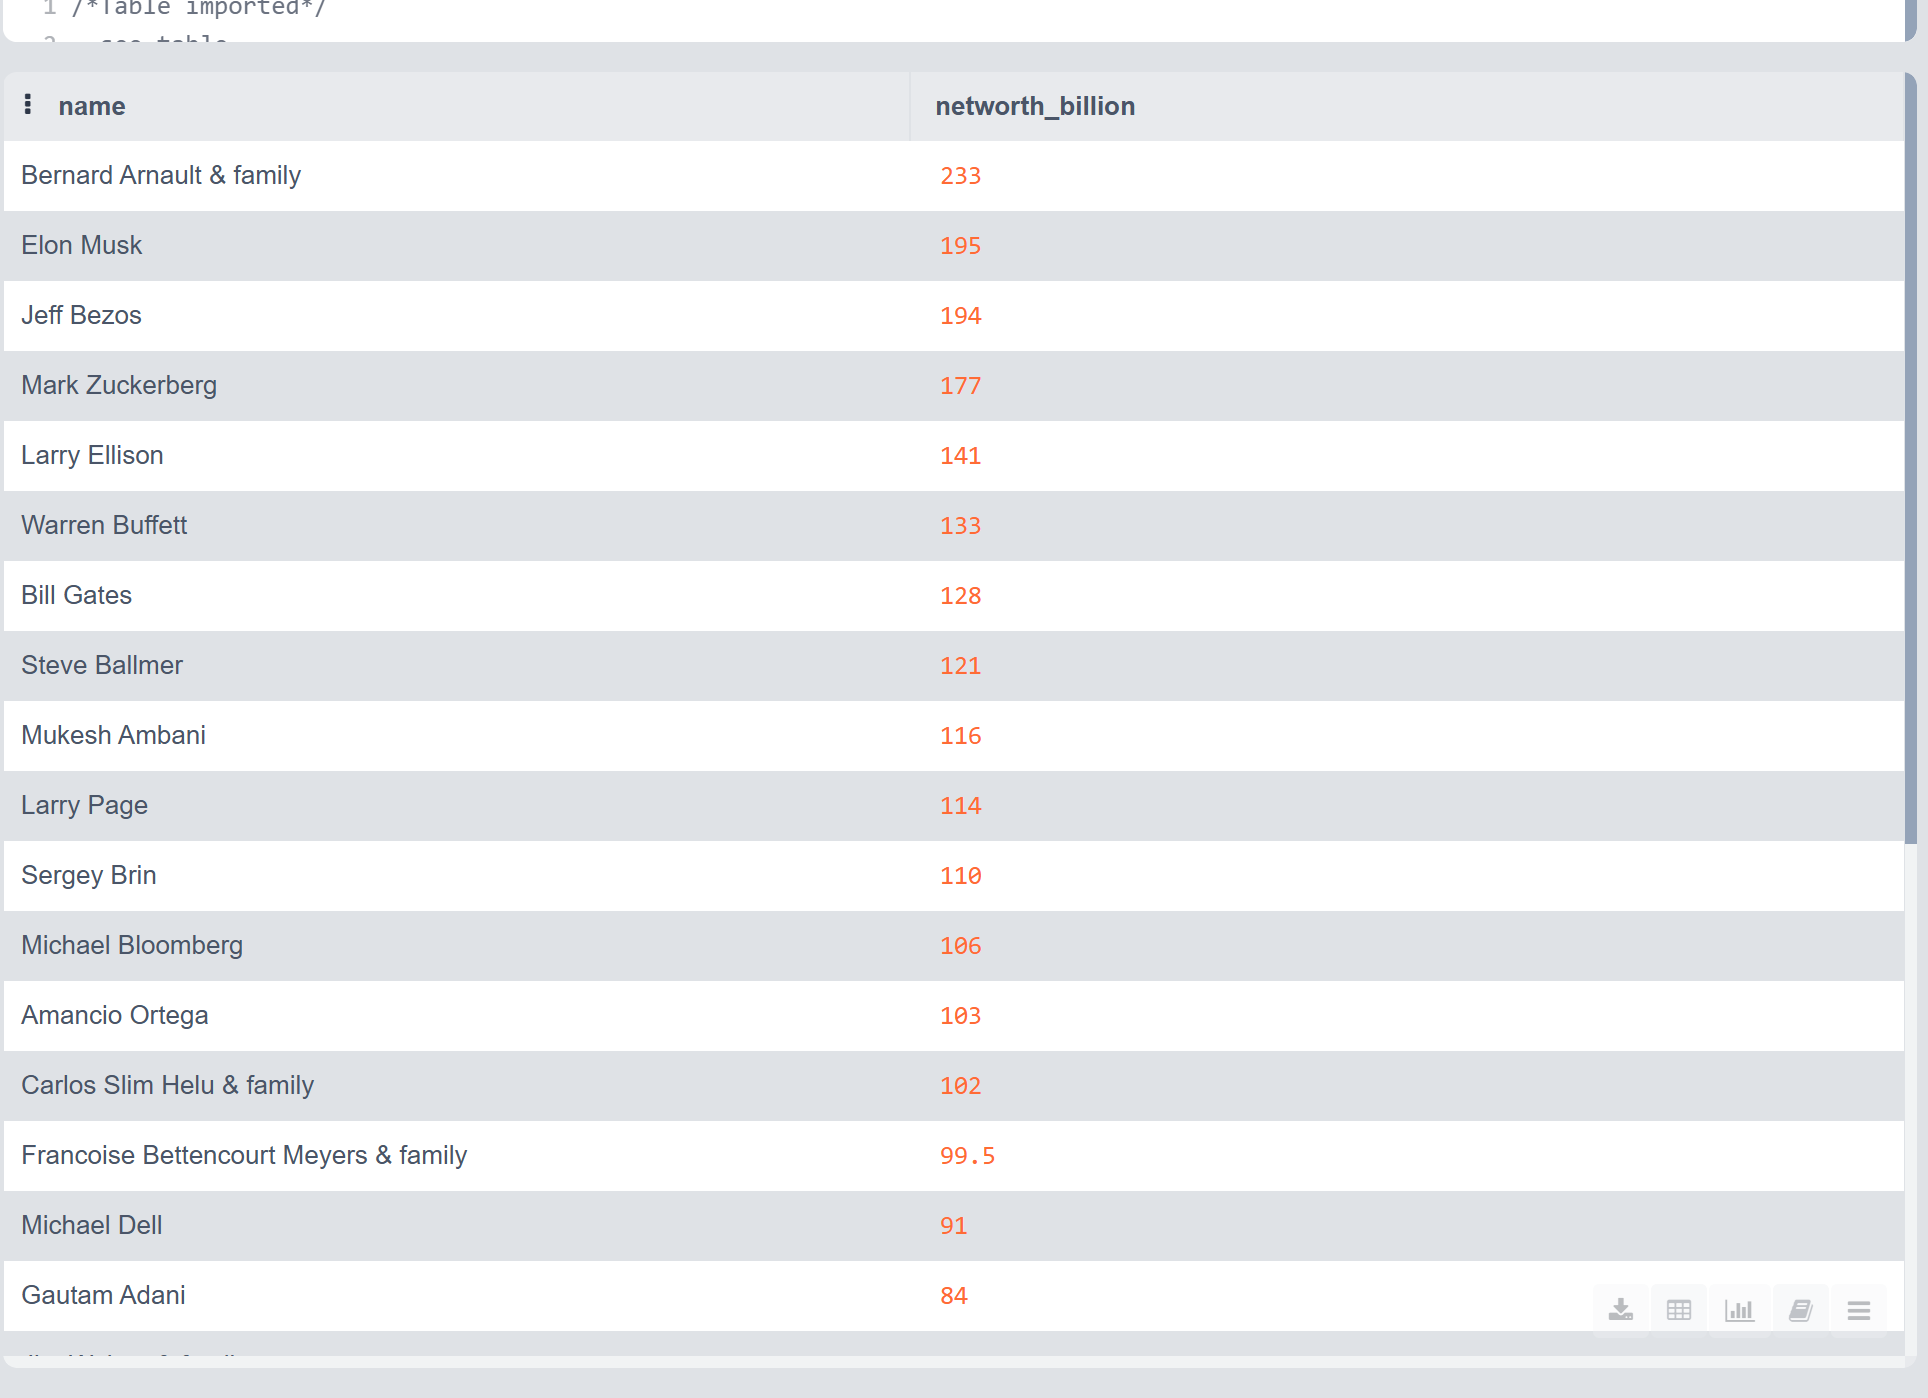 1 /*Table imported*/
name networth_billion
Bernard Arnault & family 233
Elon Musk 195
Jeff Bezos 194
Mark Zuckerberg 177
Larry Ellison 141
Warren Buffett 133
Bill Gates 128
Steve Ballmer 121
Mukesh Ambani 116
Larry Page 114
Sergey Brin 110
Michael Bloomberg 106
Amancio Ortega 103
Carlos Slim Helu & family 102
Francoise Bettencourt Meyers & family 99.5
Michael Dell 91
Gautam Adani 84